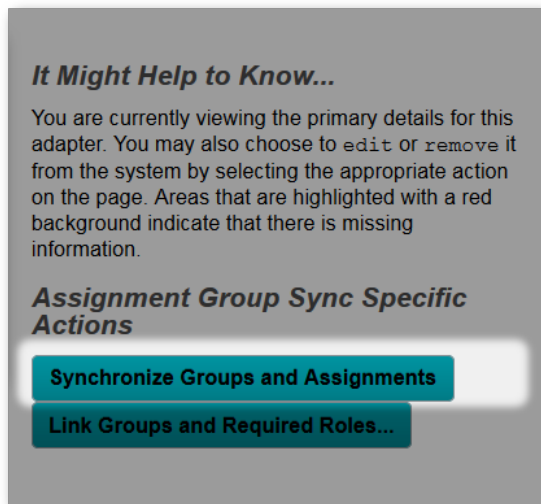 It Might Help to Know...
You are currently viewing the primary details for this
adapter. You may also choose to edit or remove it
from the system by selecting the appropriate action
on the page. Areas that are highlighted with a red
background indicate that there is missing
information.
Assignment Group Sync Specific
Actions
Synchronize Groups and Assignments
Link Groups and Required Roles...